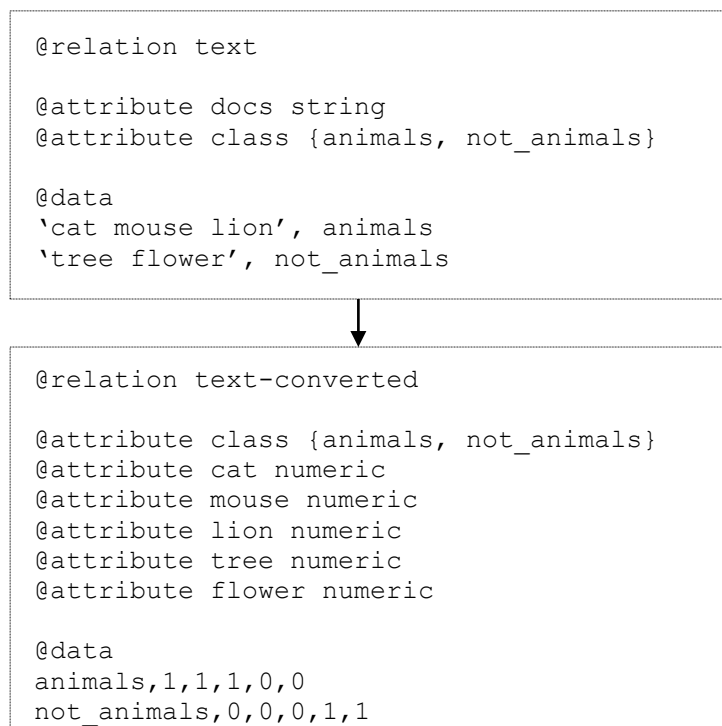 @relation text
@attribute docs string
@attribute class {animals, not_animals}
@data
‘cat mouse lion’, animals
‘tree flower’, not_animals
@relation text-converted
@attribute class {animals, not_animals}
@attribute cat numeric
@attribute mouse numeric
@attribute lion numeric
@attribute tree numeric
@attribute flower numeric
@data
animals,1,1,1,0,0
not_animals,0,0,0,1,1